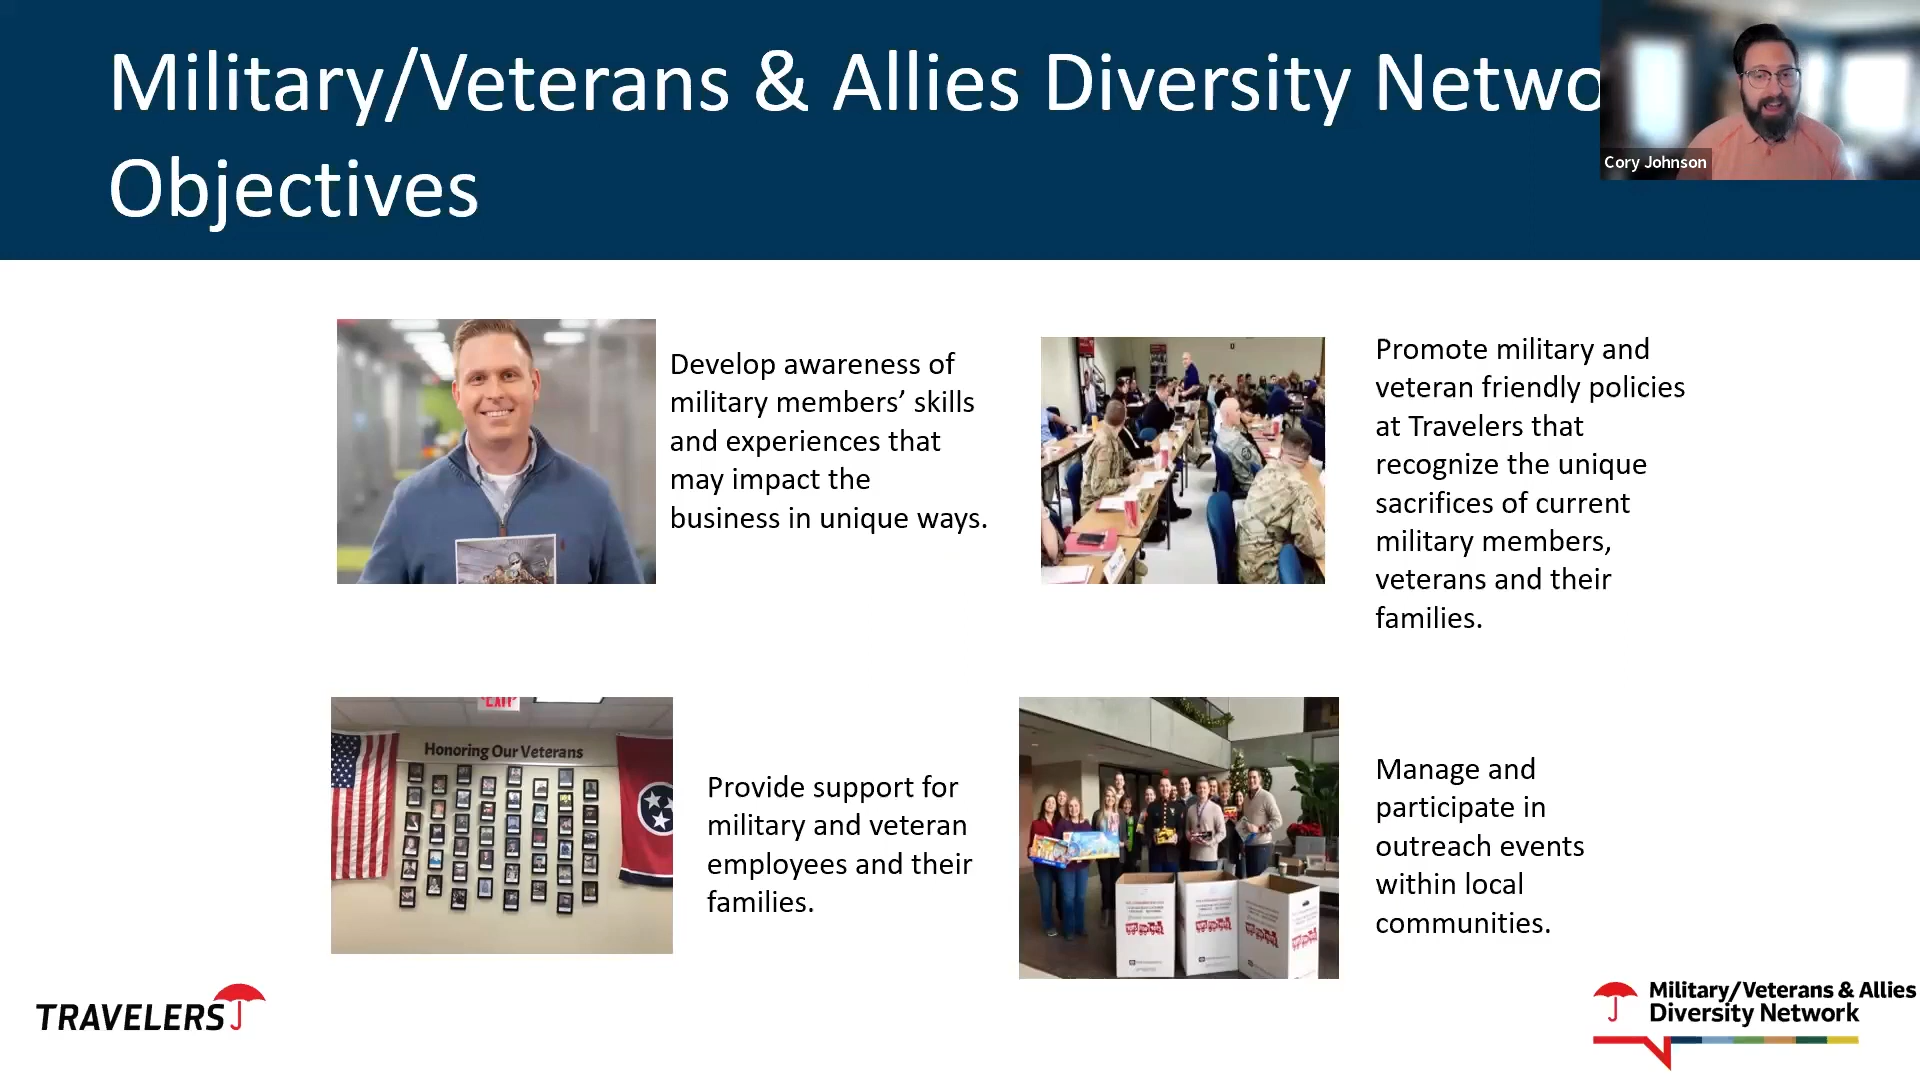 Military/Veterans & Allies Diversity Netwo
Objectives
Cory Johnson
Develop awareness of
military members’ skills
and experiences that
may impact the
business in unique ways.
Promote military and
veteran friendly policies
at Travelers that
recognize the unique
sacrifices of current
military members,
veterans and their
families.
EXIT
Honoring Our Veterans
Provide support for
military and veteran
employees and their
families.
Manage and
participate in
outreach events
within local
communities.
TRAVELERS
Military/Veterans & Allies
Diversity Network